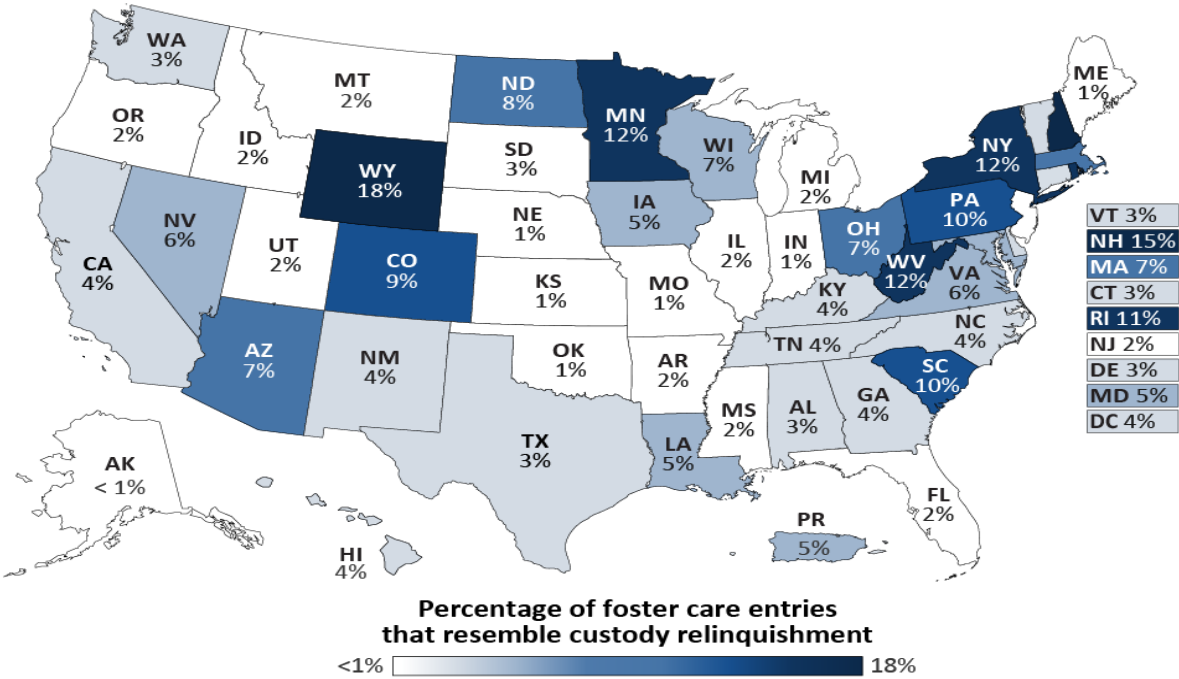 WA
3%
MT
2%
ND
8%
MN
12%
ME
1%
OR
2%
ID
2%
WY
18%
SD
3%
WI
7%
MI
2%
NY
12%
NV
6%
UT
2%
CO
9%
NE
1%
IA
5%
IL
2%
IN
1%
OH
7%
PA
10%
WV
12%
VA
6%
CA
4%
KS
1%
MO
1%
KY
4%
NC
4%
TN 4%
AZ
7%
NM
4%
OK
1%
AR
2%
SC
10%
MS
2%
AL
3%
GA
4%
TX
3%
LA
5%
FL
2%
AK
< 1%
HI
4%
PR
5%
VT 3%
NH 15%
MA 7%
CT 3%
RI 11%
NJ 2%
DE 3%
MD 5%
DC 4%
Percentage of foster care entries
that resemble custody relinquishment
<1% 18%